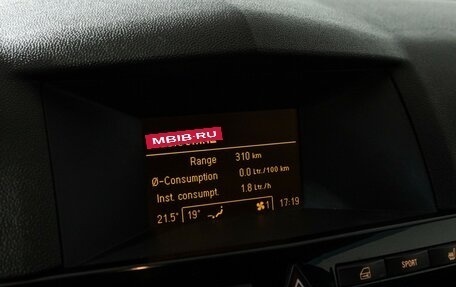 MBIB·RU
Range 310 km
Ø-Consumption 0.0 Ltr./100 km
Inst. consumpt. 1.8 Ltr./h
21.5° 19° 1 17:19
SPORT